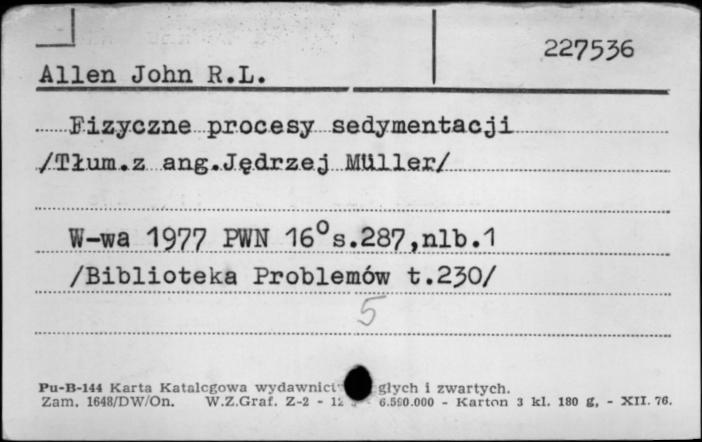 227536
Allen John R.L.
Fizyczne procesy sedymentacji
/Tłum.z ang.Jędrzej Müller/
W-wa 1977 PWN 16° s.287,nlb.1
/Biblioteka Problemów t.230/
5
Pu-B-144 Karta Katalcgowa wydawnict głych i zwartych.
Zam. 1648/DW/On. W.Z.Graf. Z-2 - 6.500.000 - Karton 3 kl. 180 g, - XII. 76.